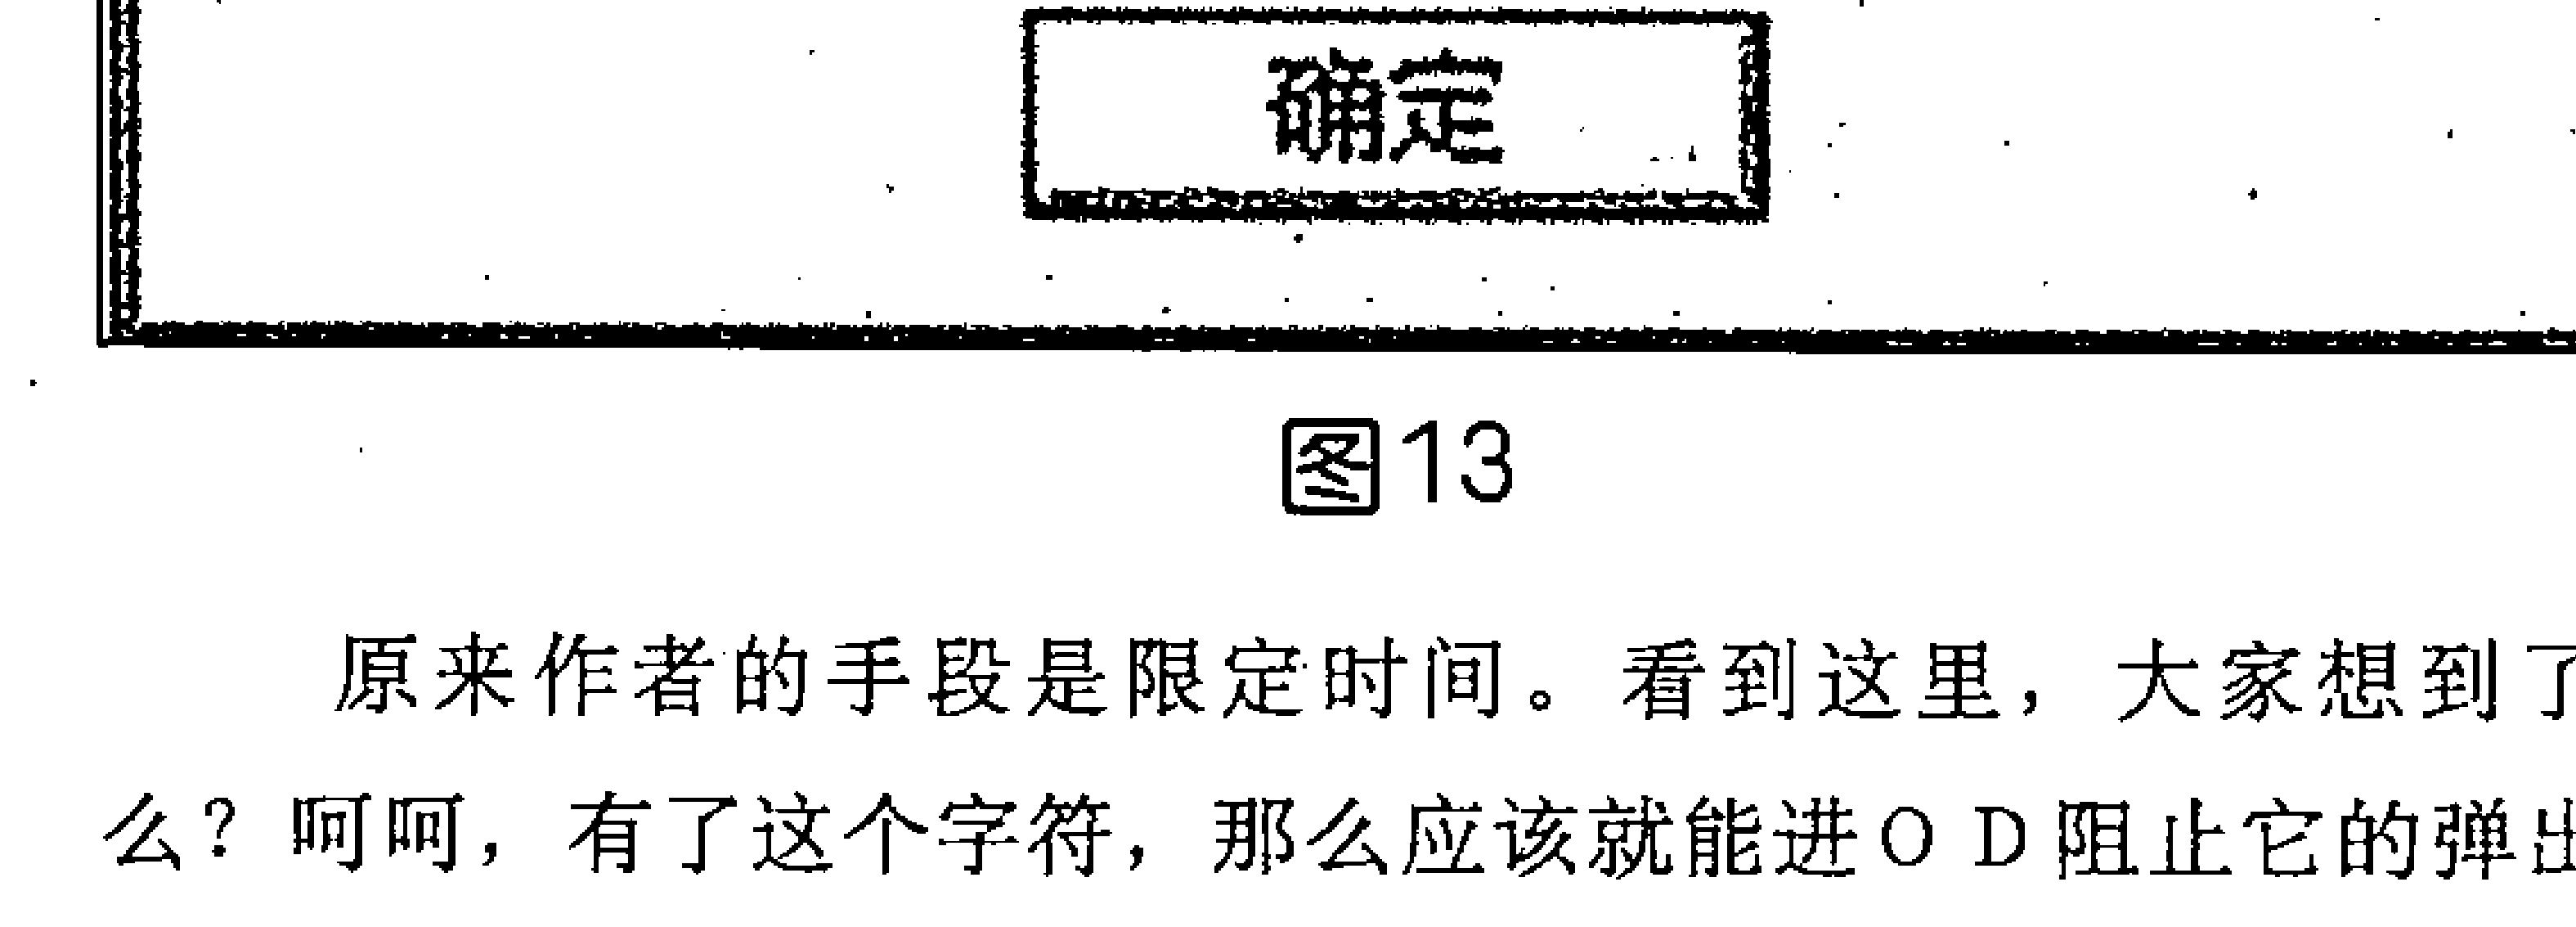 确定
图13
原来作者的手段是限定时间。看到这里，大家想到了
么？呵呵，有了这个字符，那么应该就能进OD阻止它的弹出